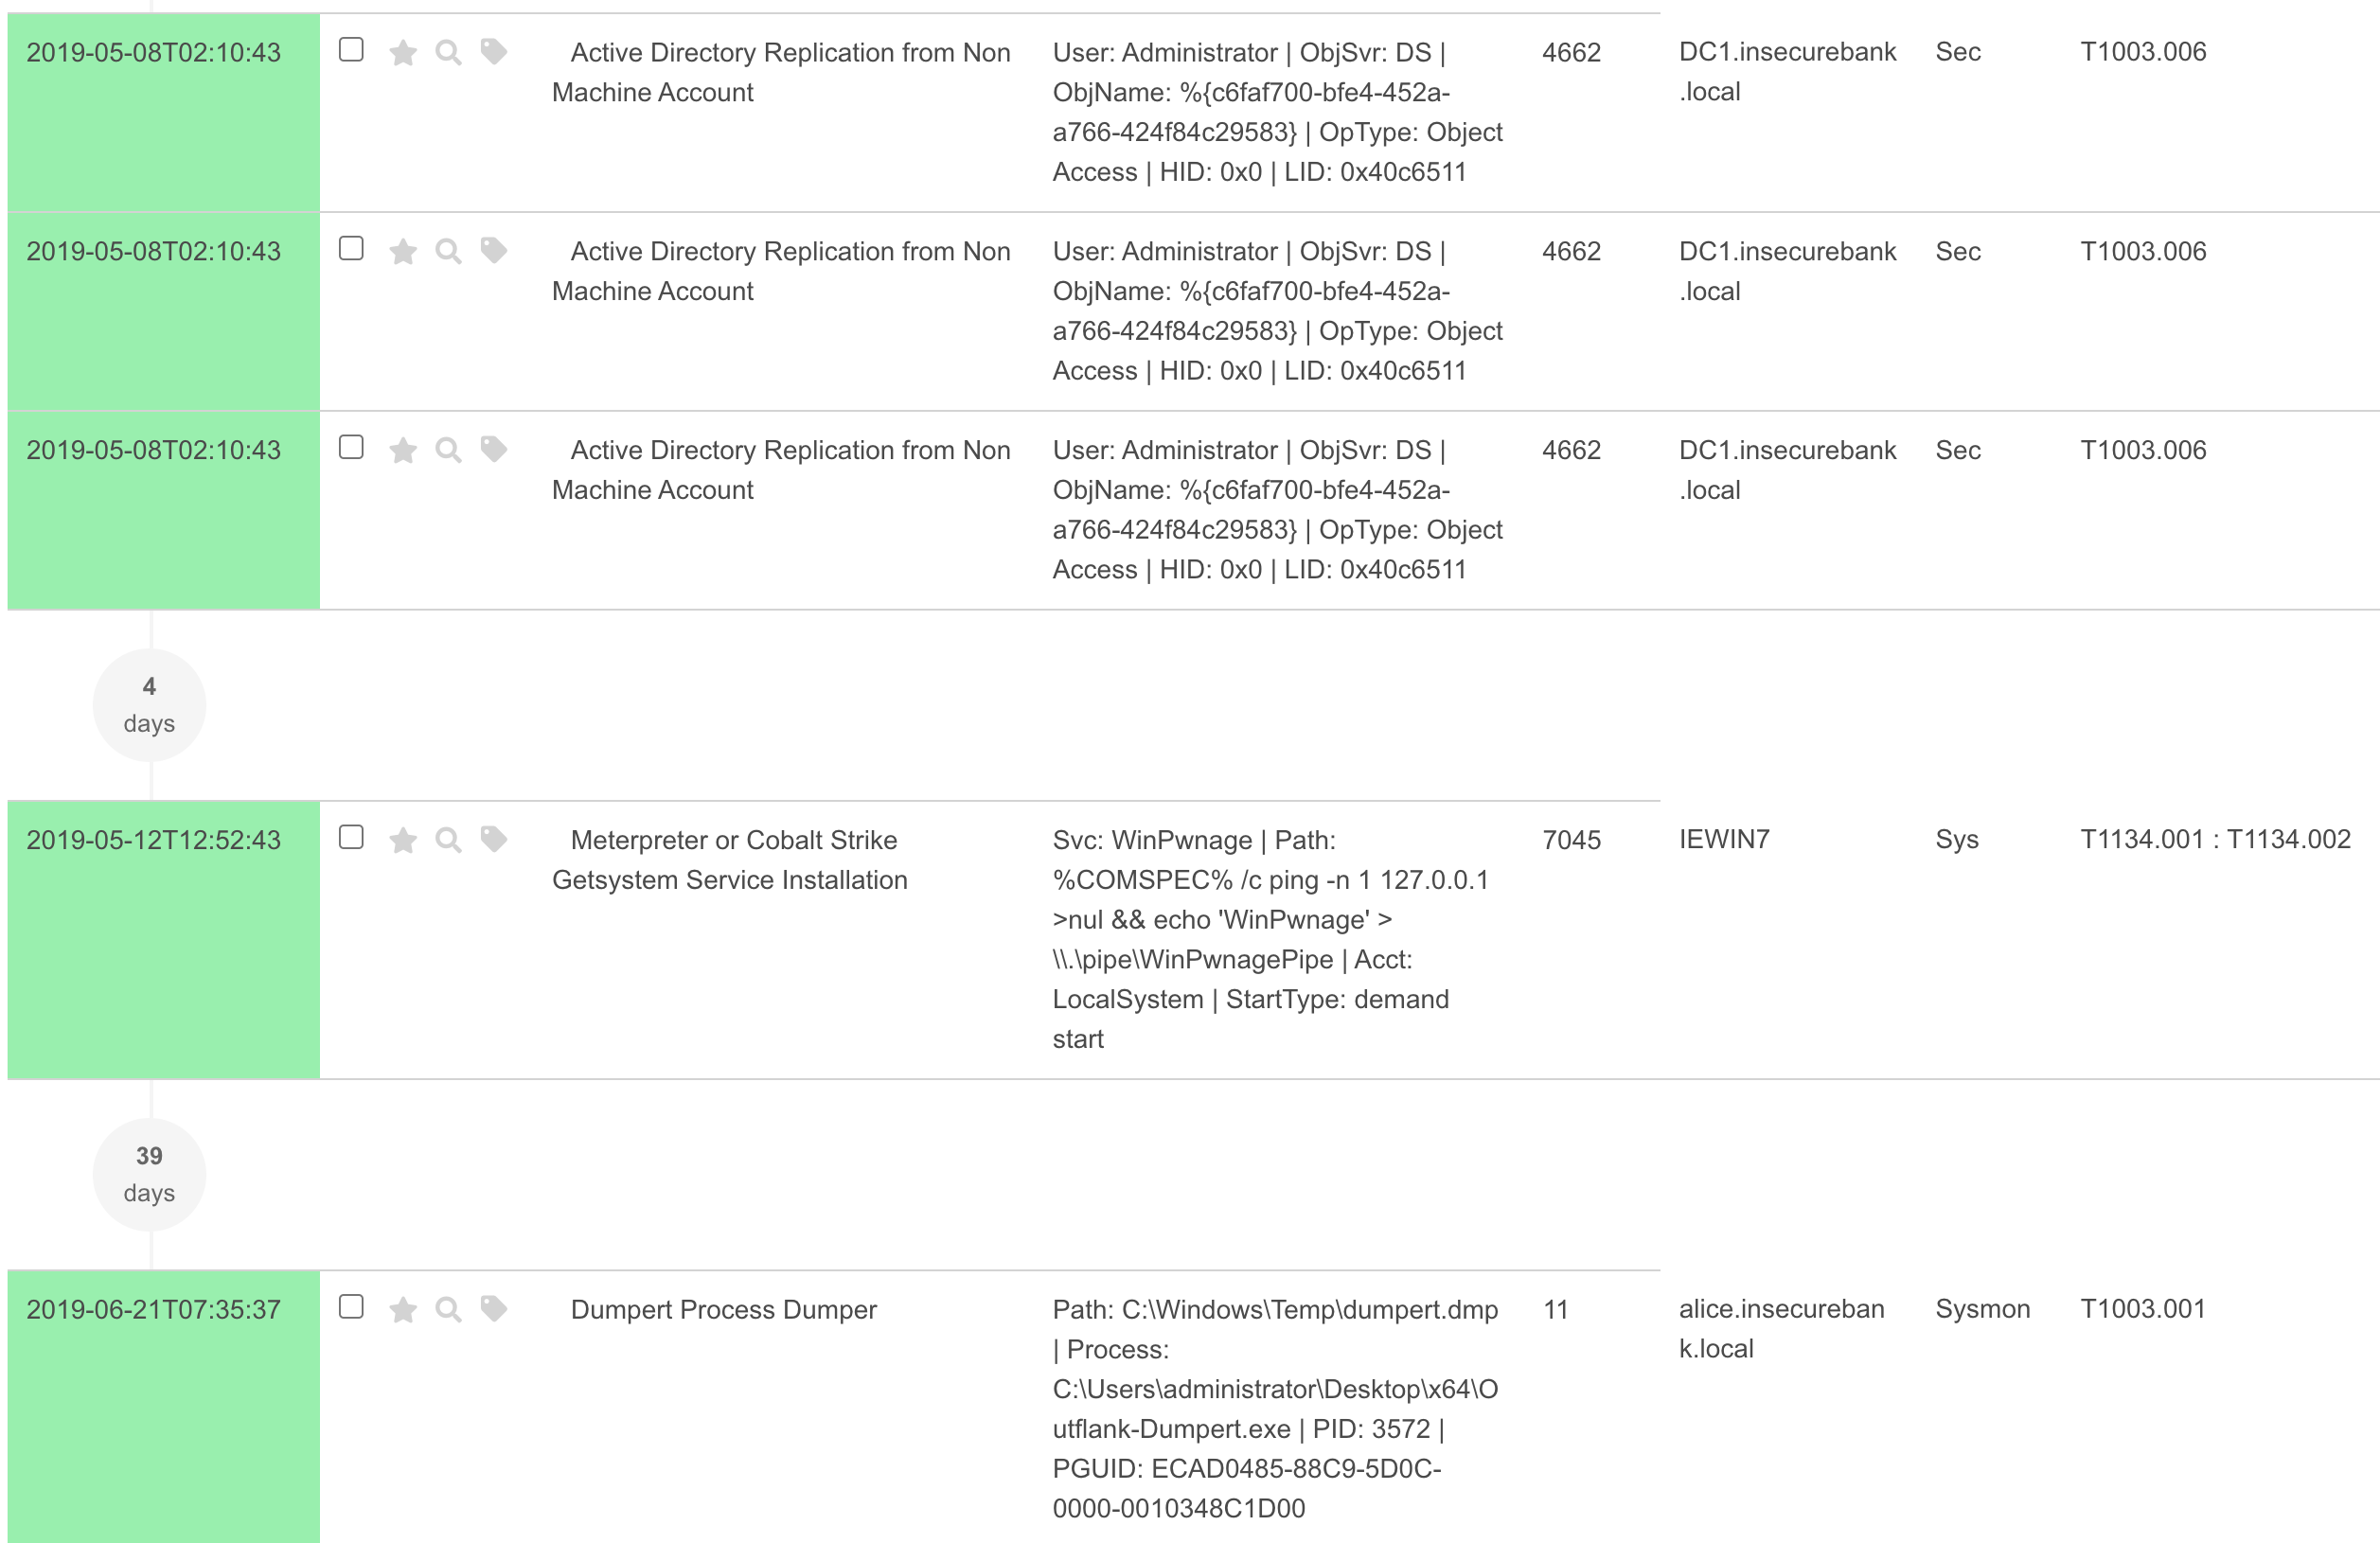 2019-05-08T02:10:43 Active Directory Replication from Non User: Administrator | ObjSvr: DS | 4662 DC1.insecurebank Sec T1003.006
Machine Account ObjName: %{c6faf700-bfe4-452a- .local
a766-424f84c29583} | OpType: Object
Access | HID: 0x0 | LID: 0x40c6511
2019-05-08T02:10:43 Active Directory Replication from Non User: Administrator | ObjSvr: DS | 4662 DC1.insecurebank Sec T1003.006
Machine Account ObjName: %{c6faf700-bfe4-452a- .local
a766-424f84c29583} | OpType: Object
Access | HID: 0x0 | LID: 0x40c6511
2019-05-08T02:10:43 Active Directory Replication from Non User: Administrator | ObjSvr: DS | 4662 DC1.insecurebank Sec T1003.006
Machine Account ObjName: %{c6faf700-bfe4-452a- .local
a766-424f84c29583} | OpType: Object
Access | HID: 0x0 | LID: 0x40c6511
4
days
2019-05-12T12:52:43 Meterpreter or Cobalt Strike Svc: WinPwnage | Path: 7045 IEWIN7 Sys T1134.001 : T1134.002
Getsystem Service Installation %COMSPEC% /c ping -n 1 127.0.0.1
>nul && echo 'WinPwnage' >
\\.\pipe\WinPwnagePipe | Acct:
LocalSystem | StartType: demand
start
39
days
2019-06-21T07:35:37 Dumpert Process Dumper Path: C:\Windows\Temp\dumpert.dmp 11 alice.insecureban Sysmon T1003.001
| Process: k.local
C:\Users\administrator\Desktop\x64\O
utflank-Dumpert.exe | PID: 3572 |
PGUID: ECAD0485-88C9-5D0C-
0000-0010348C1D00